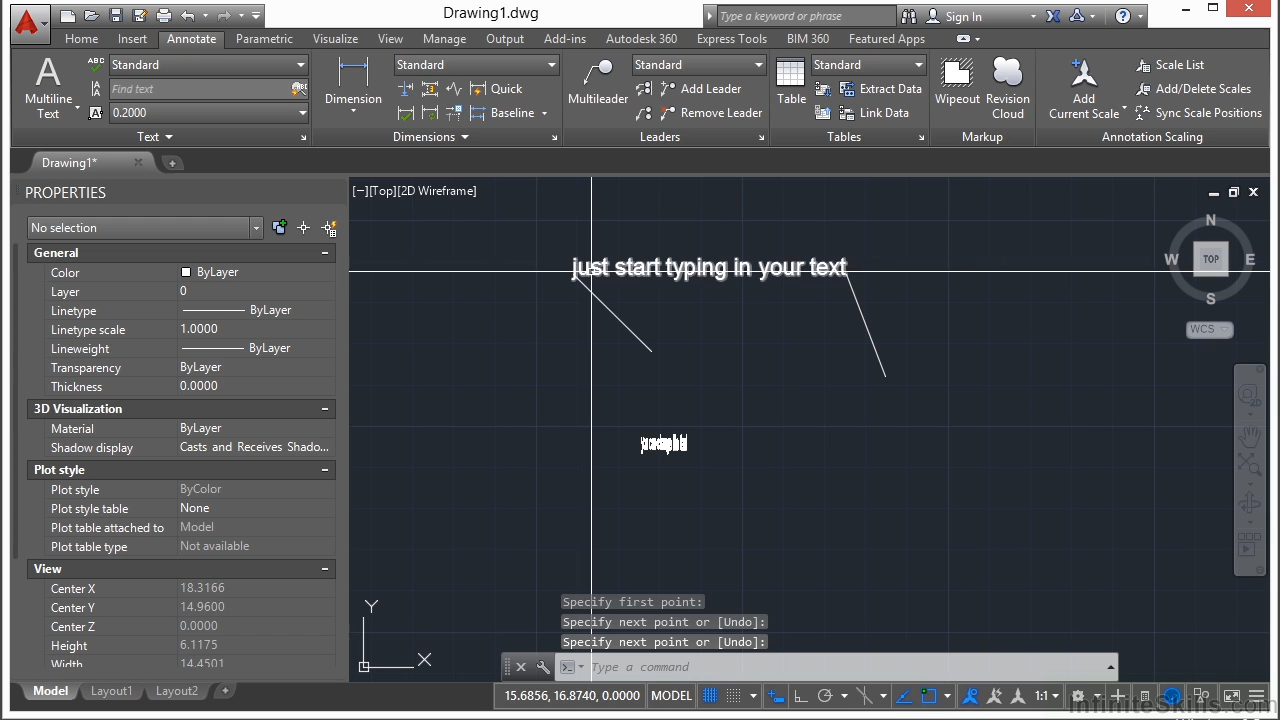 Drawing1.dwg
Type a keyword or phrase
Sign In
Home Insert Annotate Parametric Visualize View Manage Output Add-ins Autodesk 360 Express Tools BIM 360 Featured Apps
Multiline Text
ABC Standard
Find text
0.2000
Text
Dimension
Standard
Quick
Baseline
Dimensions
Multileader
Standard
Add Leader
Remove Leader
Leaders
Table
Standard
Extract Data
Link Data
Tables
Wipeout
Revision Cloud
Markup
Add Current Scale
Scale List
Add/Delete Scales
Sync Scale Positions
Annotation Scaling
Drawing1*
PROPERTIES
No selection
General
Color ByLayer
Layer 0
Linetype ByLayer
Linetype scale 1.0000
Lineweight ByLayer
Transparency ByLayer
Thickness 0.0000
3D Visualization
Material ByLayer
Shadow display Casts and Receives Shado...
Plot style
Plot style ByColor
Plot style table None
Plot table attached to Model
Plot table type Not available
View
Center X 18.3166
Center Y 14.9600
Center Z 0.0000
Height 6.1175
Width 14.4501
[−][Top][2D Wireframe]
just start typing in your text
N
W TOP E
S
WCS
Y
X
Specify first point:
Specify next point or [Undo]:
Specify next point or [Undo]:
Type a command
Model Layout1 Layout2
15.6856, 16.8740, 0.0000 MODEL 1:1
InfiniteSkills.com